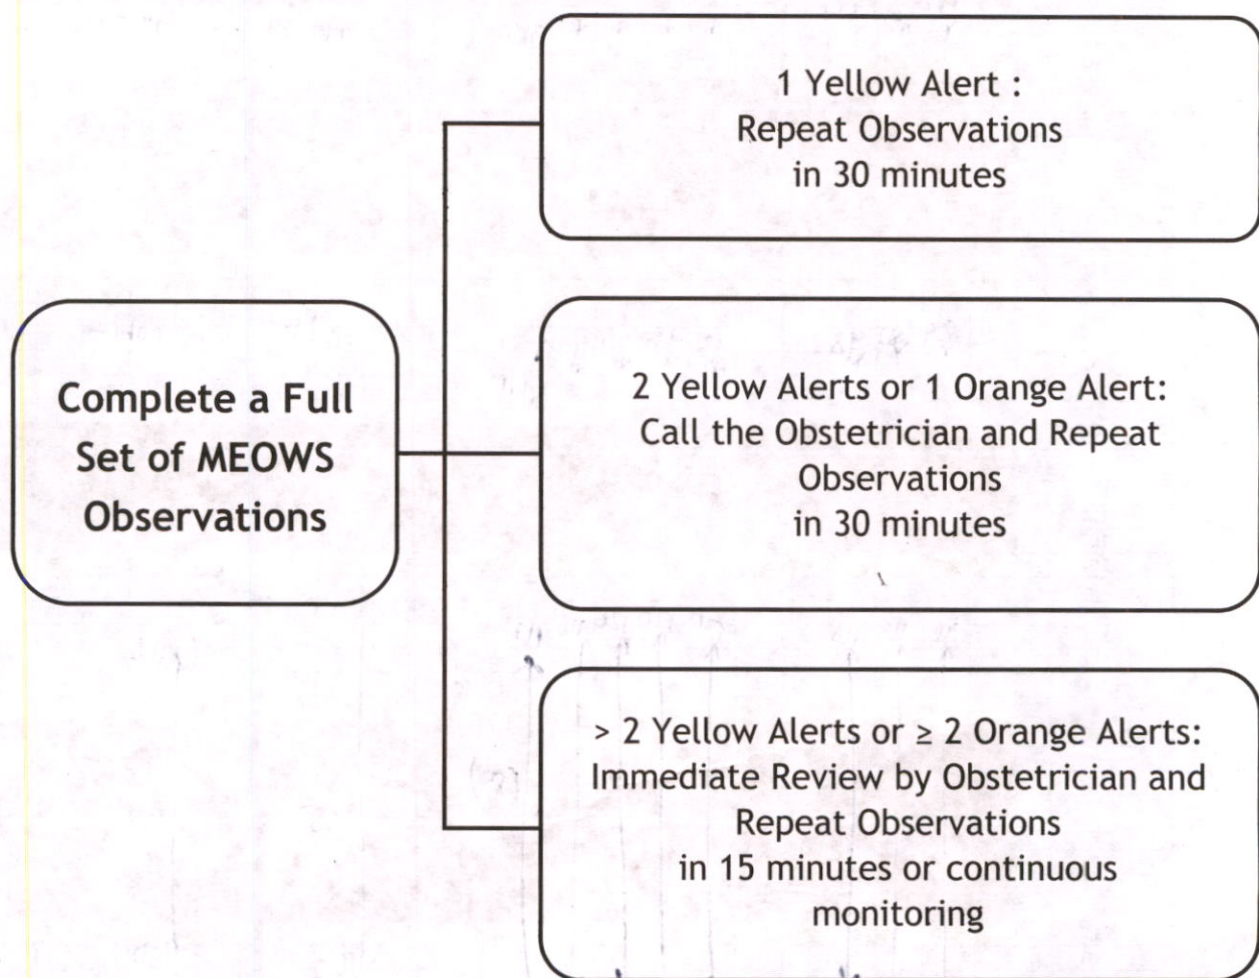 1 Yellow Alert :
Repeat Observations
in 30 minutes
Complete a Full
Set of MEOWS
Observations
2 Yellow Alerts or 1 Orange Alert:
Call the Obstetrician and Repeat
Observations
in 30 minutes
> 2 Yellow Alerts or ≥ 2 Orange Alerts:
Immediate Review by Obstetrician and
Repeat Observations
in 15 minutes or continuous
monitoring